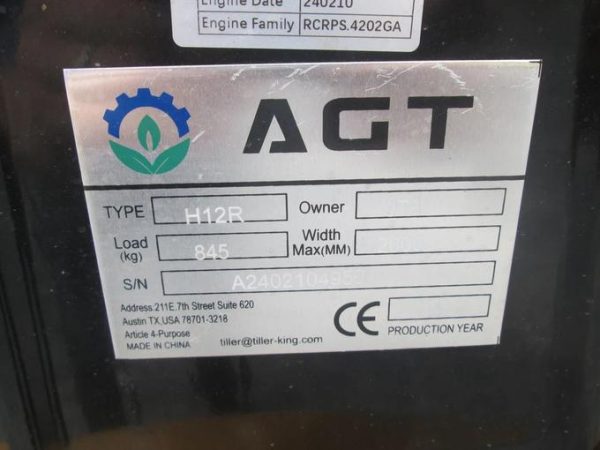 Engine Date 240210
Engine Family RCRPS.4202GA
AGT
TYPE H12R Owner
Load (kg) 845 Width Max(MM)
S/N
Address.211E.7th Street Suite 620
Austin TX,USA 78701-3218
Article 4-Purpose
MADE IN CHINA tiller@tiller-king.com
CE PRODUCTION YEAR